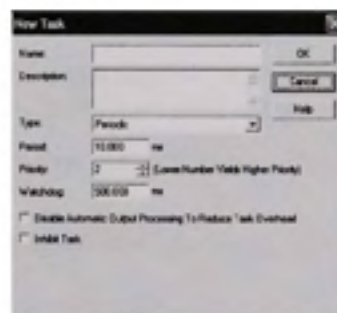 New Task
Name: OK
Description: Cancel
Help
Type: Periodic
Period: 10.000 ms
Priority: 2 (Lower Number Yields Higher Priority)
Watchdog: 500.000 ms
Disable Automatic Output Processing To Reduce Task Overhead
Inhibit Task